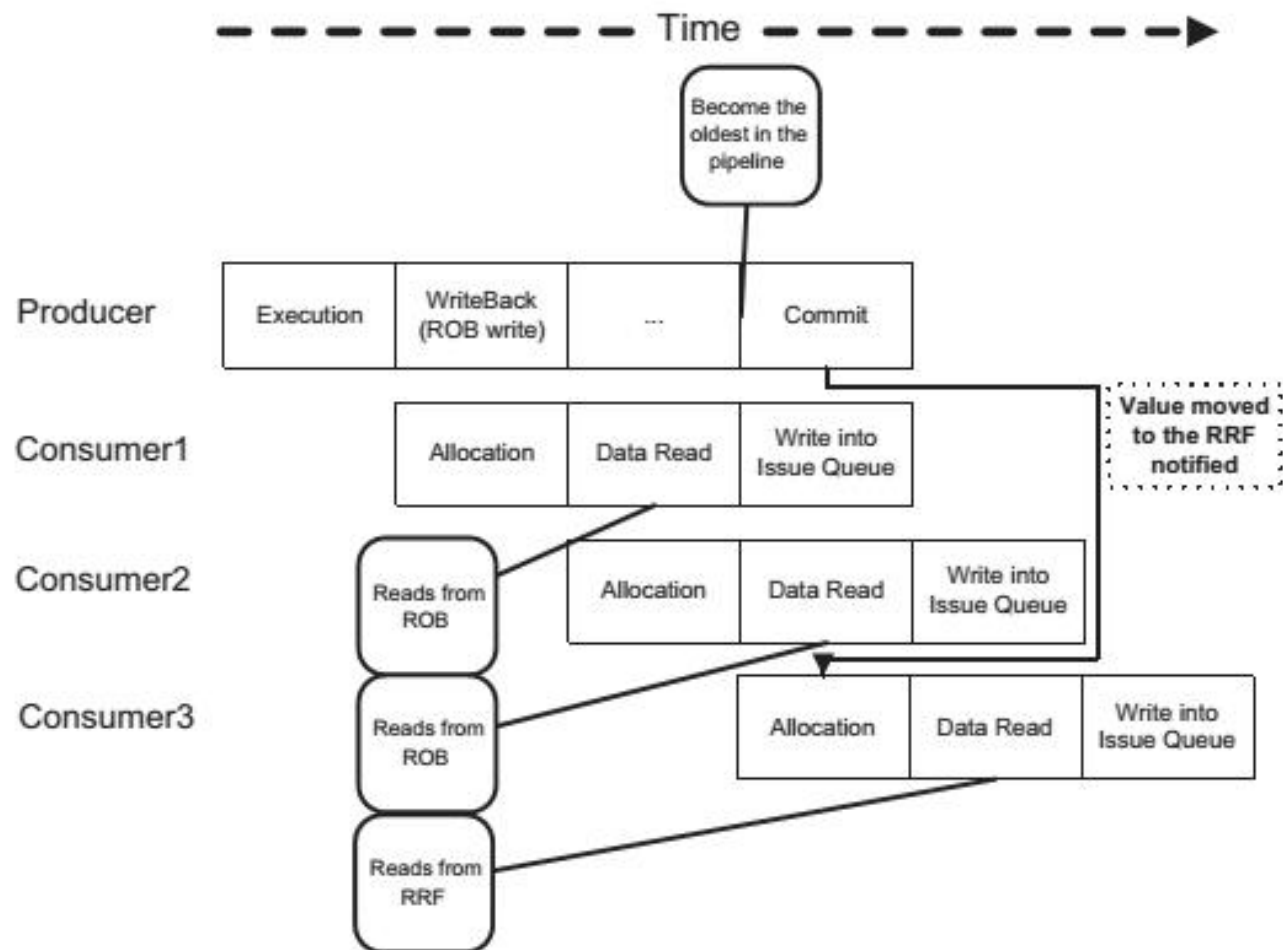 Time
Become the
oldest in the
pipeline
Producer
Execution
WriteBack
(ROB write)
...
Commit
Value moved
to the RRF
notified
Consumer1
Allocation
Data Read
Write into
Issue Queue
Consumer2
Reads from
ROB
Allocation
Data Read
Write into
Issue Queue
Consumer3
Reads from
ROB
Allocation
Data Read
Write into
Issue Queue
Reads from
RRF